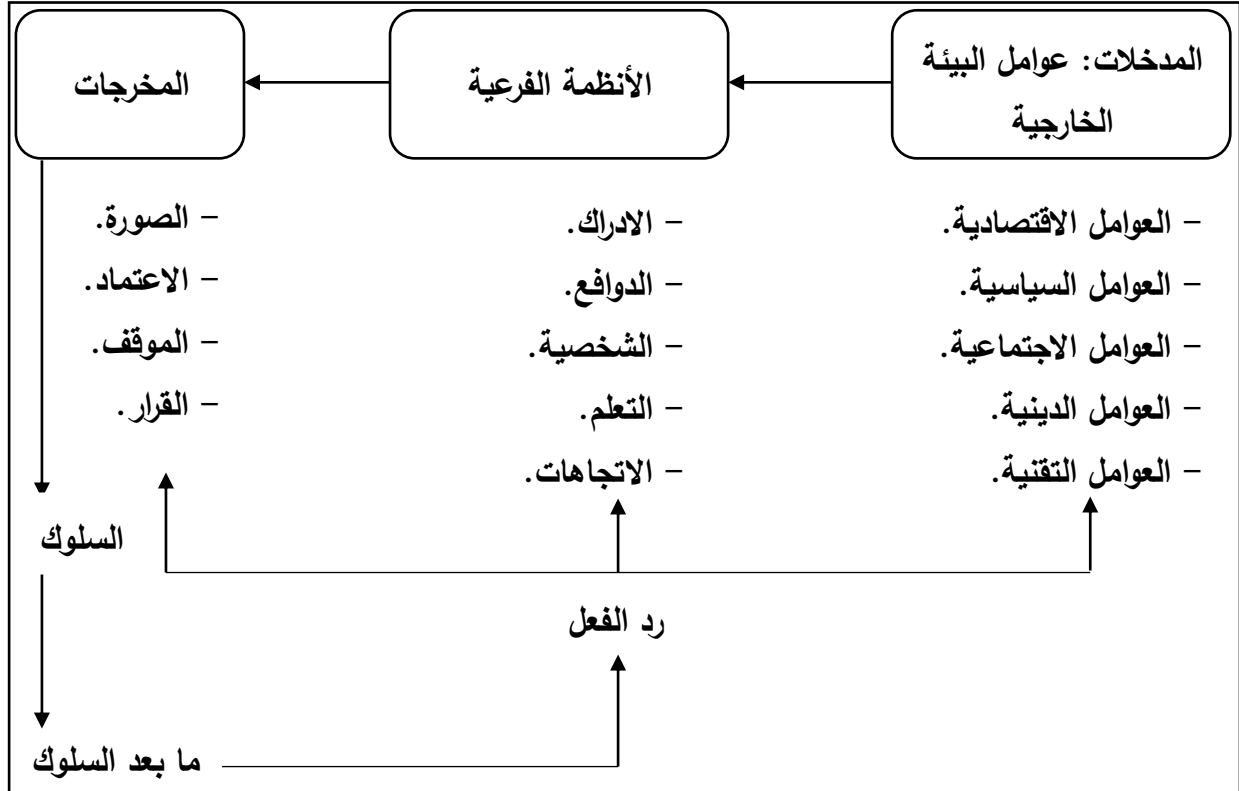 المدخلات: عوامل البيئة
الخارجية
الأنظمة الفرعية
المخرجات
– العوامل الاقتصادية.
– العوامل السياسية.
– العوامل الاجتماعية.
– العوامل الدينية.
– العوامل التقنية.
– الادراك.
– الدوافع.
– الشخصية.
– التعلم.
– الاتجاهات.
– الصورة.
– الاعتماد.
– الموقف.
– القرار.
السلوك
رد الفعل
ما بعد السلوك